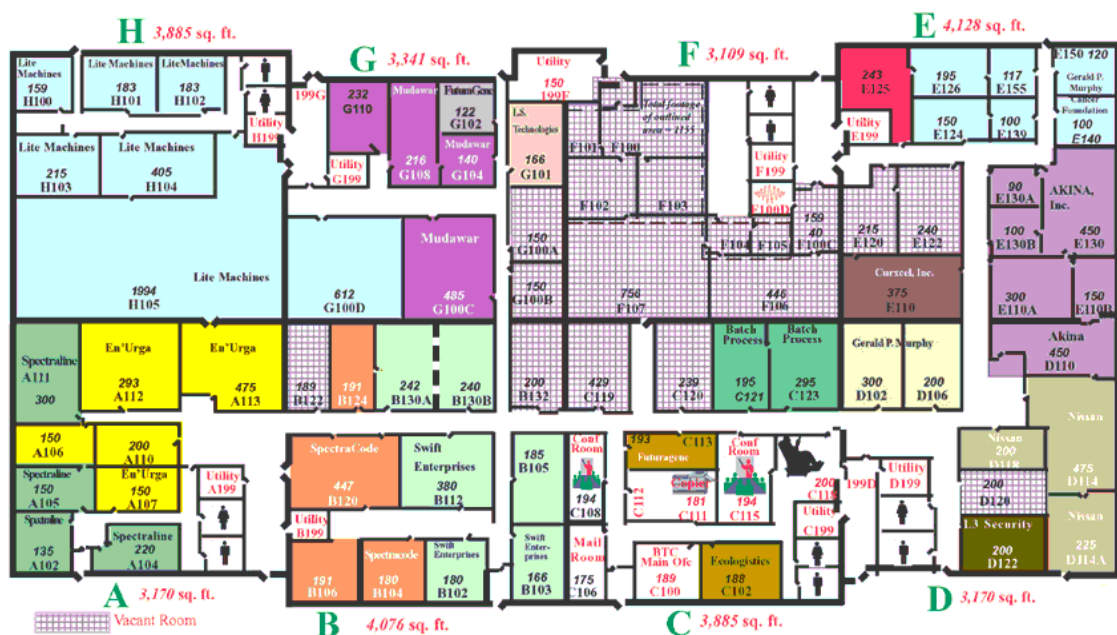 H 3,885 sq. ft.
G 3,341 sq. ft.
F 3,109 sq. ft.
E 4,128 sq. ft.
Lite Machines
159
H100
Lite Machines
183
H101
LiteMachines
183
H102
Utility
H199
199G
232
G110
Mudawar
216
G108
FuturaGene
122
G102
Mudawar
140
G104
Utility
G199
Utility
150
199F
I.S.
Technologies
166
G101
Total footage
of outlined
area = 1155
F101
F100
F102
F103
Utility
F199
F100D
243
E125
Utility
E199
195
E126
117
E155
150
E124
100
E139
E150 120
Gerald P.
Murphy
Cancer
Foundation
100
E140
Lite Machines
215
H103
Lite Machines
405
H104
Lite Machines
1994
H105
612
G100D
Mudawar
485
G100C
150
G100A
150
G100B
756
F107
F104
F105
159
40
F100C
446
F106
215
E120
240
E122
Curxcel, Inc.
375
E110
90
E130A
100
E130B
AKINA,
Inc.
450
E130
300
E110A
150
E110B
Akina
450
D110
Spectraline
A111
300
En'Urga
293
A112
En'Urga
475
A113
189
B122
191
B124
242
B130A
240
B130B
200
B132
429
C119
239
C120
Batch
Process
195
C121
Batch
Process
295
C123
Gerald P. Murphy
300
D102
200
D106
150
A106
200
A110
Spectraline
150
A105
En'Urga
150
A107
Utility
A199
Spectraline
135
A102
Spectraline
220
A104
SpectraCode
447
B120
Swift
Enterprises
380
B112
Utility
B199
191
B106
Spectracode
180
B104
Swift
Enterprises
180
B102
185
B105
Swift Enter-
prises
166
B103
Conf
Room
194
C108
Mail
Room
175
C106
193
C113
Futuragene
C112
Copier
181
C111
Conf
Room
194
C115
200
C118
Utility
C199
BTC
Main Ofc
189
C100
Ecologistics
188
C102
199D
Utility
D199
Nissan
200
D118
200
D120
L3 Security
200
D122
Nissan
475
D114
Nissan
225
D114A
A 3,170 sq. ft.
B 4,076 sq. ft.
C 3,885 sq. ft.
D 3,170 sq. ft.
Vacant Room